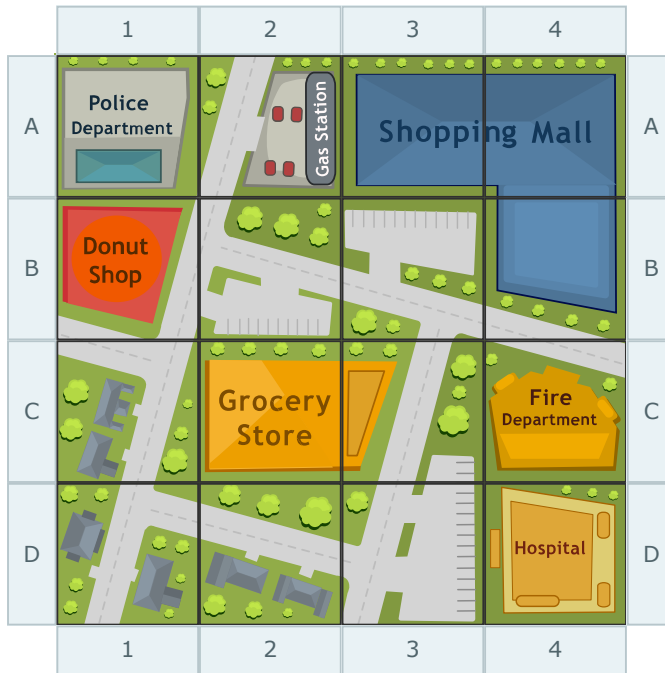 1 2 3 4
A A
Police
Department
Gas Station
Shopping Mall
B B
Donut
Shop
C C
Grocery
Store
Fire
Department
D D
Hospital
1 2 3 4